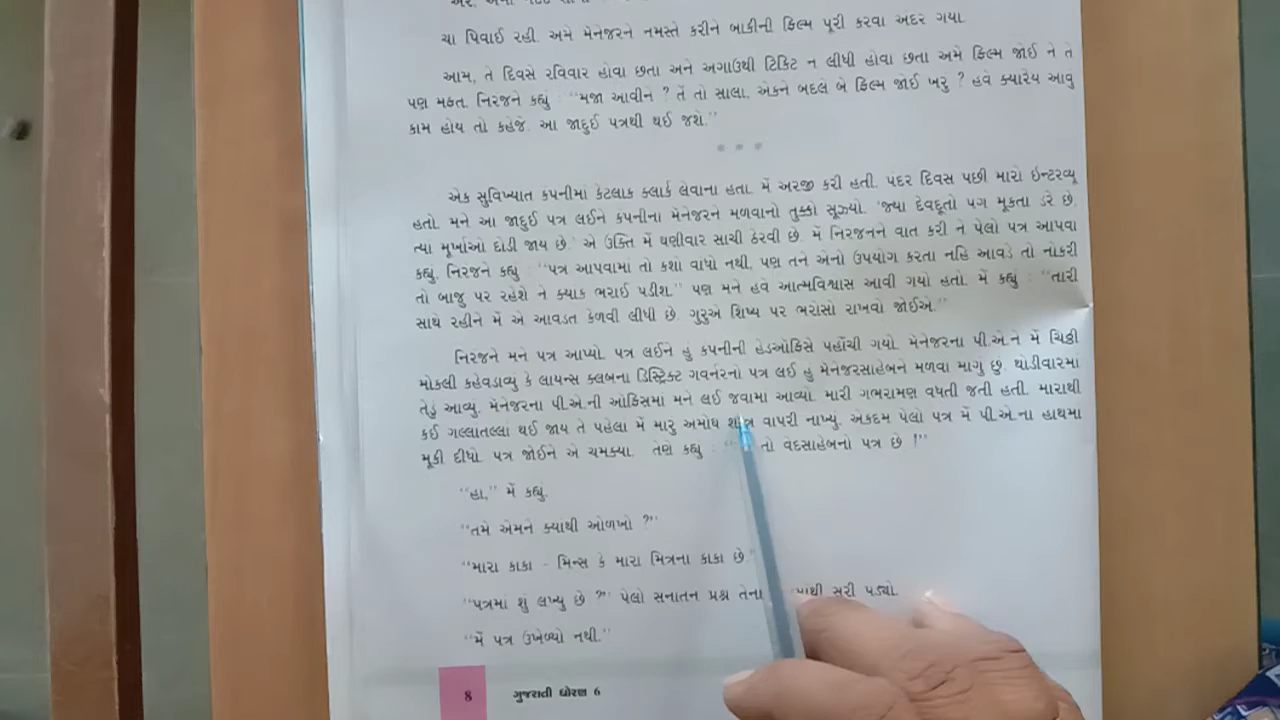 ચા પિવાઈ રહી. અમે મેનેજરને નમસ્તે કરીને બાકીની ફિલ્મ પૂરી કરવા અંદર ગયા.
આમ, તે દિવસે રવિવાર હોવા છતાં અને અગાઉથી ટિકિટ ન લીધી હોવા છતાં અમે ફિલ્મ જોઈ ને તે
પણ મફત. નિરંજને કહ્યું : ‘‘મજા આવીને ? તેં તો સાલા, એકને બદલે બે ફિલ્મ જોઈ ખરું ? હવે ક્યારેય આવું
કામ હોય તો કહેજે. આ જાદુઈ પત્રથી થઈ જશે.’’
એક સુવિખ્યાત કંપનીમાં કેટલાક ક્લાર્ક લેવાના હતા. મેં અરજી કરી હતી. પંદર દિવસ પછી મારો ઇન્ટરવ્યૂ
હતો. મને આ જાદુઈ પત્ર લઈને કંપનીના મેનેજરને મળવાનો તુક્કો સૂઝ્યો. ‘જ્યાં દેવદૂતો પગ મૂકતાં ડરે છે,
ત્યાં મૂર્ખાઓ દોડી જાય છે.’ એ ઉક્તિ મેં ઘણીવાર સાચી ઠેરવી છે. મેં નિરંજનને વાત કરી ને પેલો પત્ર આપવા
કહ્યું. નિરંજને કહ્યું : ‘‘પત્ર આપવામાં તો કશો વાંધો નથી, પણ તને એનો ઉપયોગ કરતાં નહિ આવડે તો નોકરી
તો બાજુ પર રહેશે ને ક્યાંક ભરાઈ પડીશ.’’ પણ મને હવે આત્મવિશ્વાસ આવી ગયો હતો. મેં કહ્યું : ‘‘તારી
સાથે રહીને મેં એ આવડત કેળવી લીધી છે. ગુરુએ શિષ્ય પર ભરોસો રાખવો જોઈએ.’’
નિરંજને મને પત્ર આપ્યો. પત્ર લઈને હું કંપનીની હેડઑફિસે પહોંચી ગયો. મેનેજરના પી.એ.ને મેં ચિઠ્ઠી
મોકલી કહેવડાવ્યું કે લાયન્સ ક્લબના ડિસ્ટ્રિક્ટ ગવર્નરનો પત્ર લઈ હું મેનેજરસાહેબને મળવા માગું છું. થોડીવારમાં
તેડું આવ્યું. મેનેજરના પી.એ.ની ઑફિસમાં મને લઈ જવામાં આવ્યો. મારી ગભરામણ વધતી જતી હતી. મારાથી
કંઈ ગલ્લાંતલ્લાં થઈ જાય તે પહેલાં મેં મારું અમોઘ વાપરી નાખ્યું. એકદમ પેલો પત્ર મેં પી.એ.ના હાથમાં
મૂકી દીધો. પત્ર જોઈને એ ચમક્યા. તેણે કહ્યું : ‘‘ તો વંદસાહેબનો પત્ર છે !’’
‘‘હા,’’ મેં કહ્યું.
‘‘તમે એમને ક્યાંથી ઓળખો ?’’
‘‘મારા કાકા - મિન્સ કે મારા મિત્રના કાકા છે.’’
‘‘પત્રમાં શું લખ્યું છે ?’’ પેલો સનાતન પ્રશ્ન તેના સરી પડ્યો.
‘‘મેં પત્ર ઉખેળ્યો નથી.’’
8 ગુજરાતી ધોરણ 6